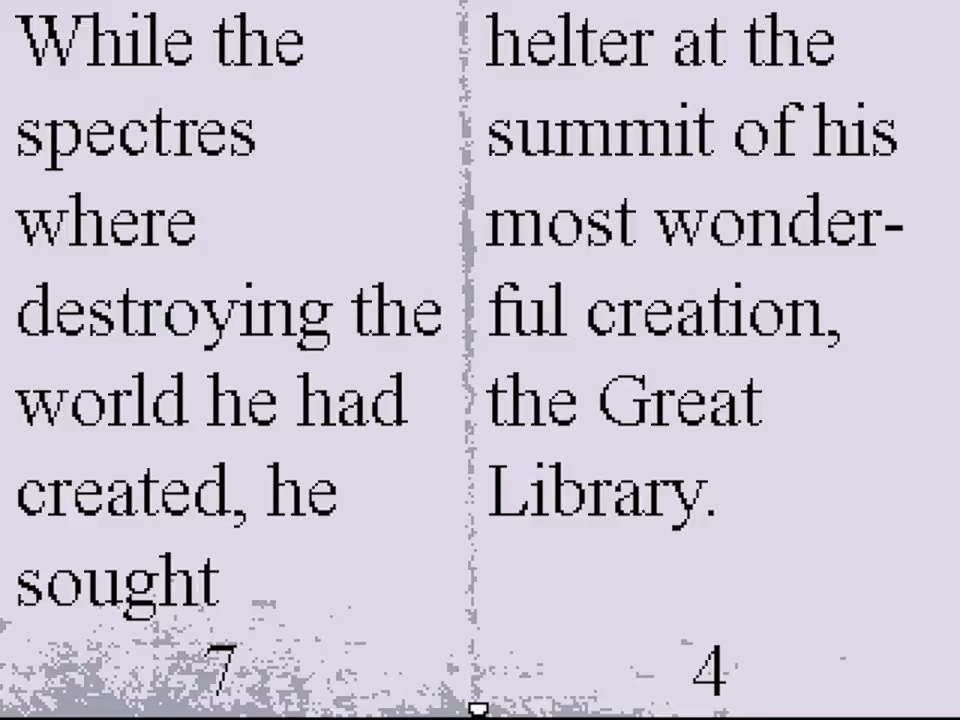 While the
spectres
where
destroying the
world he had
created, he
sought
7
helter at the
summit of his
most wonder-
ful creation,
the Great
Library.
4